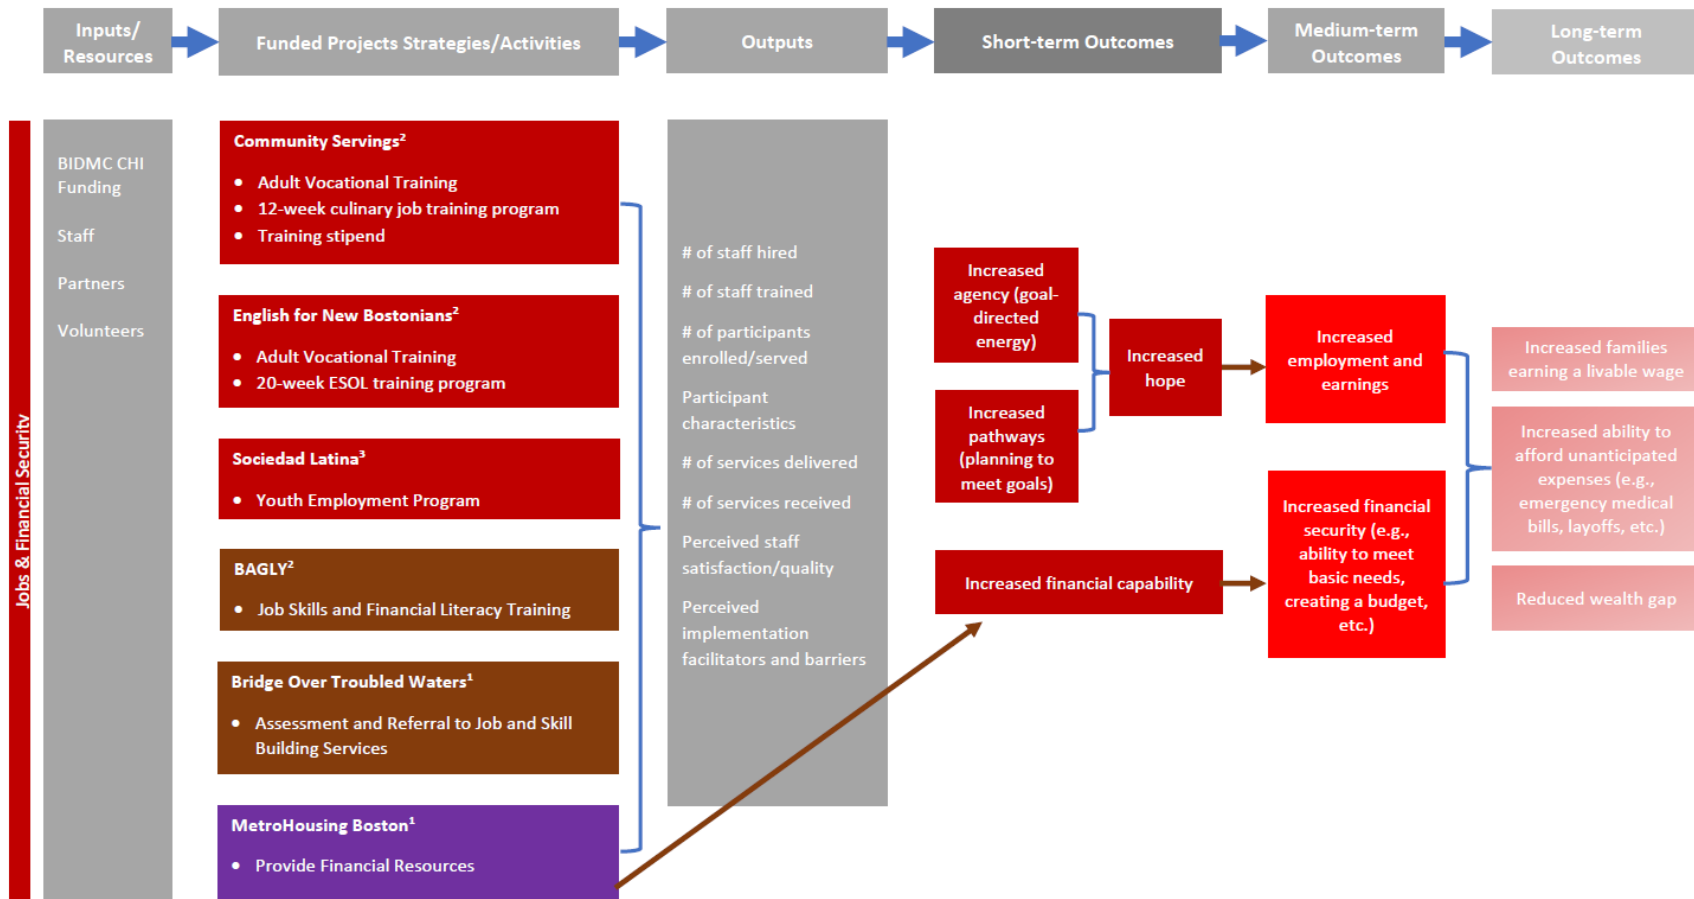 Inputs/
Resources
Funded Projects Strategies/Activities
Outputs
Short-term Outcomes
Medium-term
Outcomes
Long-term
Outcomes
Jobs & Financial Security
BIDMC CHI
Funding
Staff
Partners
Volunteers
Community Servings²
• Adult Vocational Training
• 12-week culinary job training program
• Training stipend
English for New Bostonians²
• Adult Vocational Training
• 20-week ESOL training program
Sociedad Latina³
• Youth Employment Program
BAGLY²
• Job Skills and Financial Literacy Training
Bridge Over Troubled Waters¹
• Assessment and Referral to Job and Skill
Building Services
MetroHousing Boston¹
• Provide Financial Resources
# of staff hired
# of staff trained
# of participants
enrolled/served
Participant
characteristics
# of services delivered
# of services received
Perceived staff
satisfaction/quality
Perceived
implementation
facilitators and barriers
Increased
agency (goal-
directed
energy)
Increased
pathways
(planning to
meet goals)
Increased
hope
Increased financial capability
Increased
employment and
earnings
Increased financial
security (e.g.,
ability to meet
basic needs,
creating a budget,
etc.)
Increased families
earning a livable wage
Increased ability to
afford unanticipated
expenses (e.g.,
emergency medical
bills, layoffs, etc.)
Reduced wealth gap